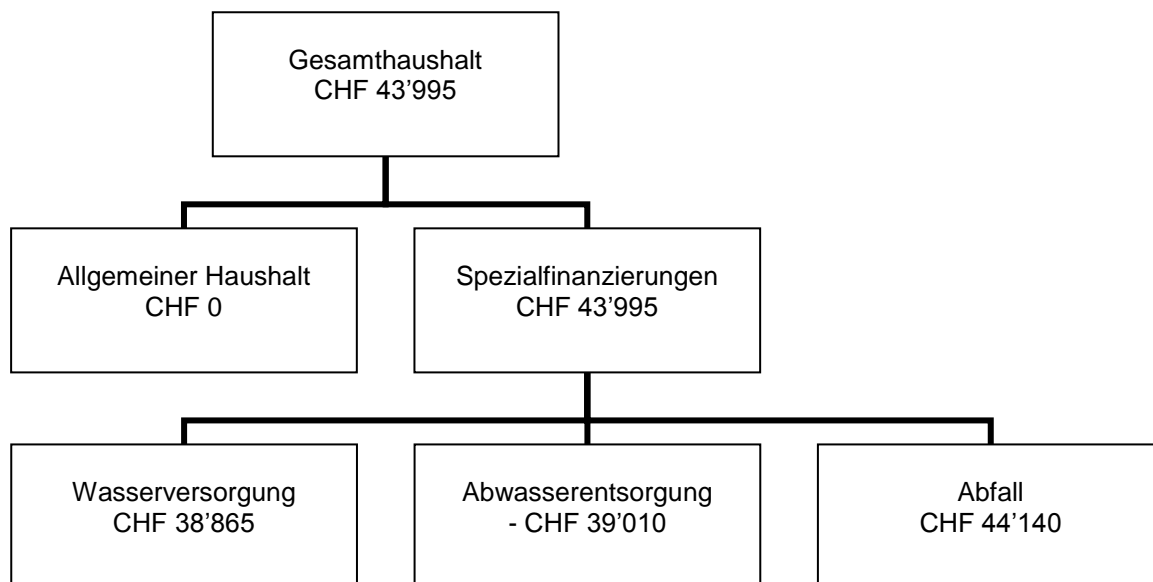 Gesamthaushalt
CHF 43’995
Allgemeiner Haushalt
CHF 0
Spezialfinanzierungen
CHF 43’995
Wasserversorgung
CHF 38’865
Abwasserentsorgung
- CHF 39’010
Abfall
CHF 44’140